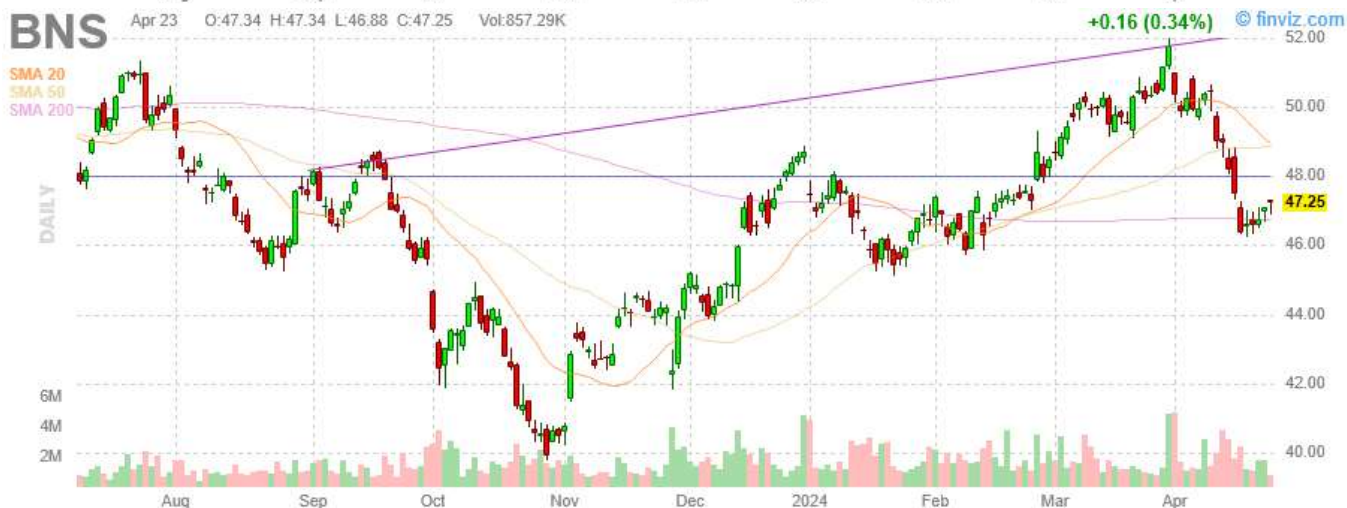 BNS Apr 23 O:47.34 H:47.34 L:46.88 C:47.25 Vol:857.29K +0.16 (0.34%) © finviz.com
52.00
SMA 20
SMA 50
SMA 200
50.00
48.00
DAILY
47.25
46.00
44.00
42.00
6M
4M
2M
40.00
Aug Sep Oct Nov Dec 2024 Feb Mar Apr